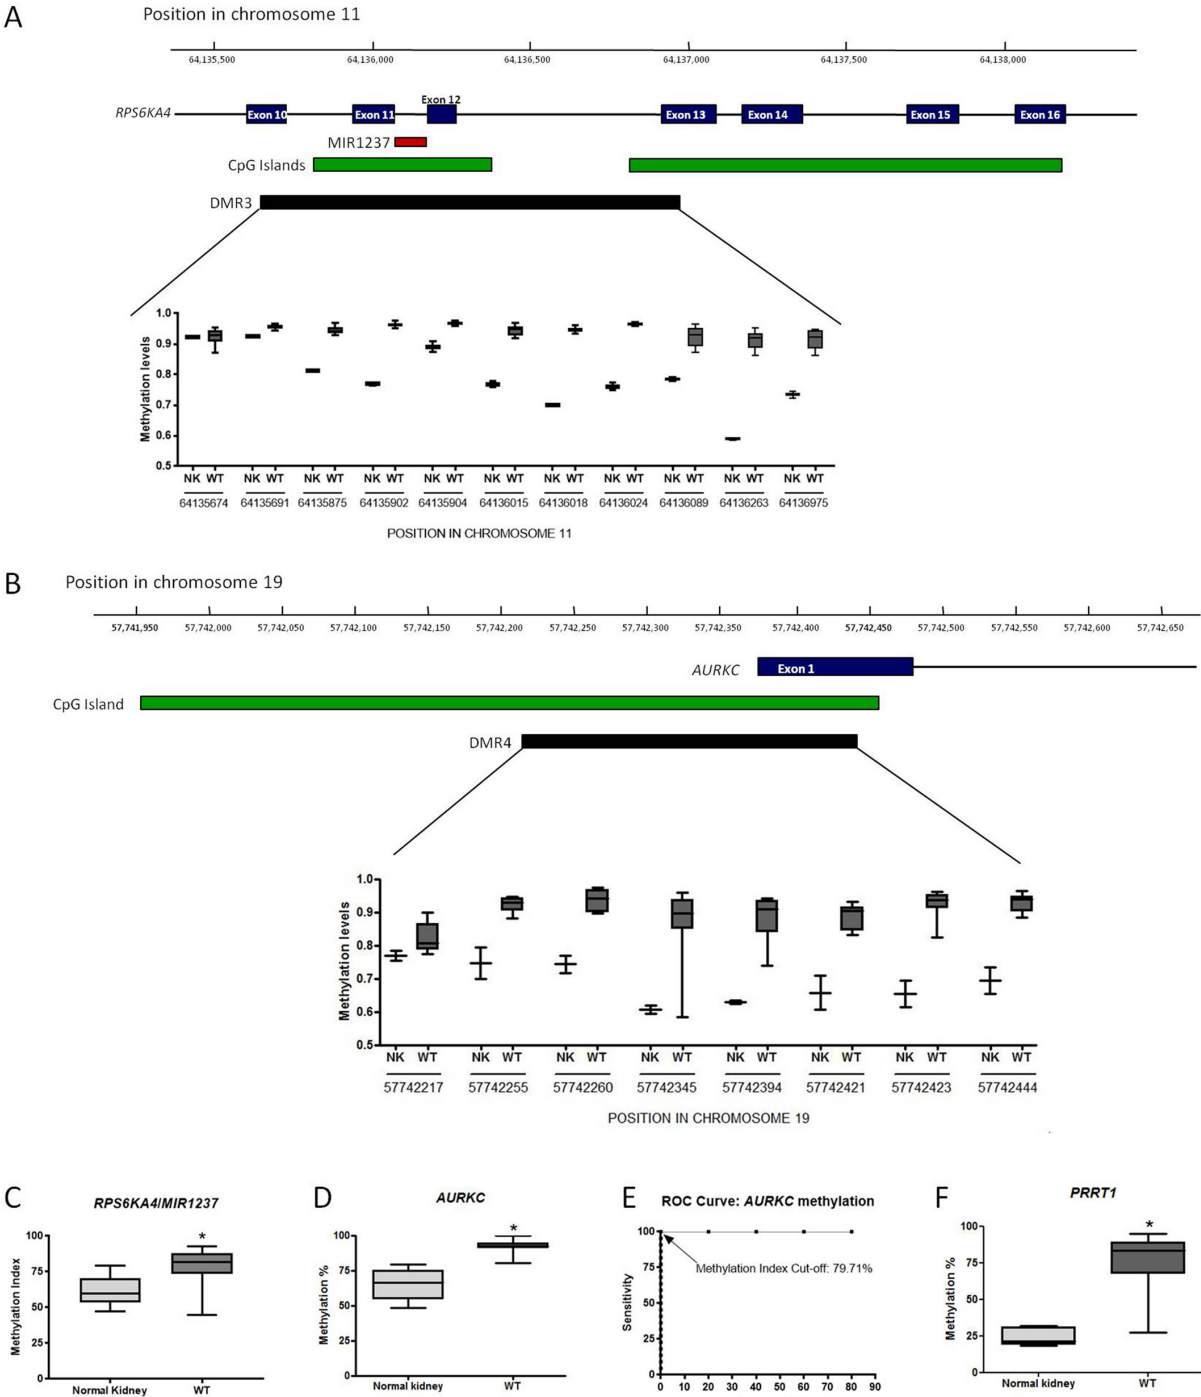 A
Position in chromosome 11
64,135,500 64,136,000 64,136,500 64,137,000 64,137,500 64,138,000
Exon 12
RPS6KA4 Exon 10 Exon 11 Exon 13 Exon 14 Exon 15 Exon 16
MIR1237
CpG Islands
DMR3
Methylation levels
1.0
0.9
0.8
0.7
0.6
0.5
NK WT NK WT NK WT NK WT NK WT NK WT NK WT NK WT NK WT NK WT NK WT
64135674 64135691 64135875 64135902 64135904 64136015 64136018 64136024 64136089 64136263 64136975
POSITION IN CHROMOSOME 11
B
Position in chromosome 19
57,741,950 57,742,000 57,742,050 57,742,100 57,742,150 57,742,200 57,742,250 57,742,300 57,742,350 57,742,400 57,742,450 57,742,500 57,742,550 57,742,600 57,742,650
AURKC Exon 1
CpG Island
DMR4
Methylation levels
1.0
0.9
0.8
0.7
0.6
0.5
NK WT NK WT NK WT NK WT NK WT NK WT NK WT NK WT
57742217 57742255 57742260 57742345 57742394 57742421 57742423 57742444
POSITION IN CHROMOSOME 19
C
RPS6KA4/MIR1237
Methylation Index
100
75
50
25
0
*
Normal Kidney WT
D
AURKC
Methylation %
100
50
0
*
Normal kidney WT
E
ROC Curve: AURKC methylation
Sensitivity
100
75
50
25
0
Methylation Index Cut-off: 79.71%
0 10 20 30 40 50 60 70 80 90
F
PRRT1
Methylation %
100
75
50
25
0
*
Normal kidney WT